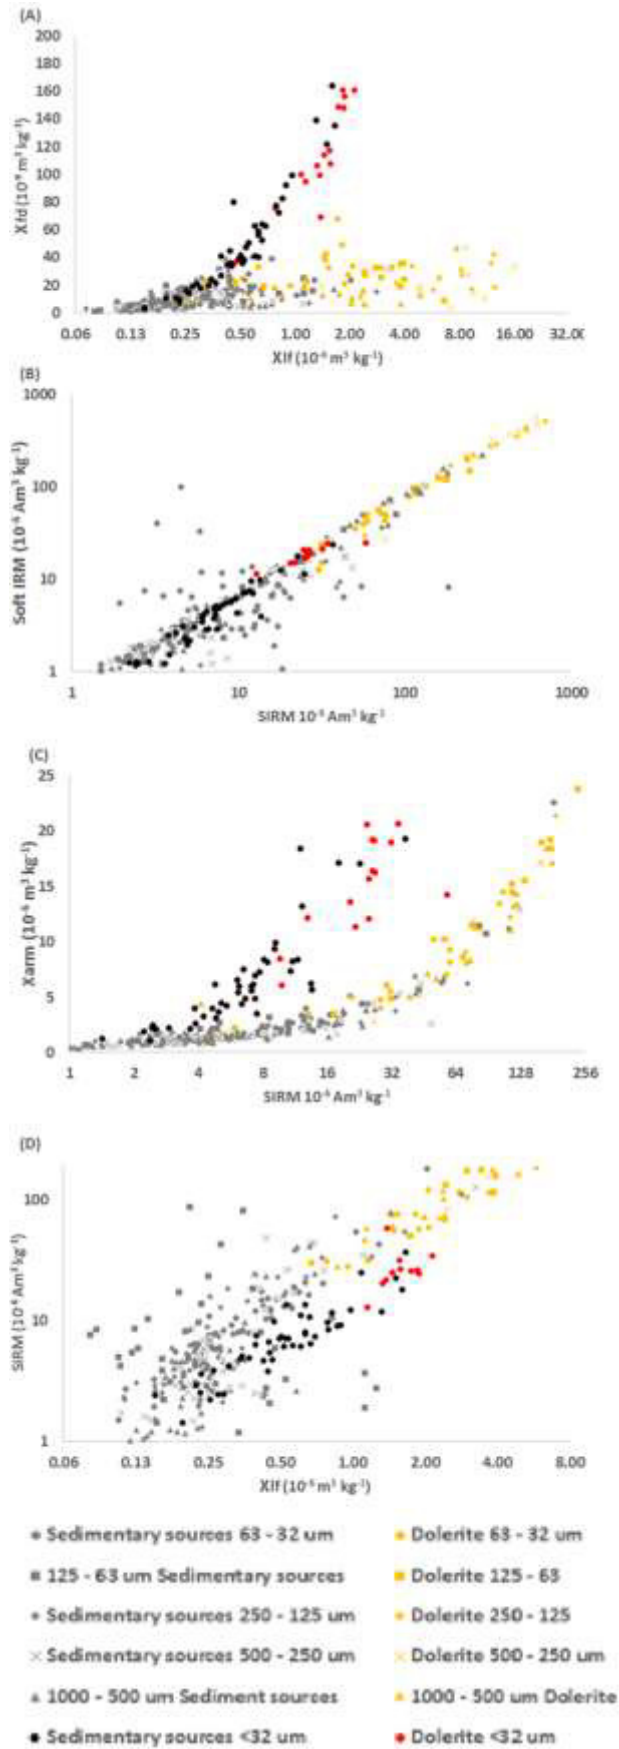 (A)
200
180
160
140
120
100
80
60
40
20
0
Xfd (10⁻⁹ m³ kg⁻¹)
0.06 0.13 0.25 0.50 1.00 2.00 4.00 8.00 16.00 32.00
Xlf (10⁻⁶ m³ kg⁻¹)
(B)
1000
100
10
1
Soft IRM (10⁻⁶ Am³ kg⁻¹)
1 10 100 1000
SIRM 10⁻⁶ Am³ kg⁻¹
(C)
25
20
15
10
5
0
Xarm (10⁻⁶ m³ kg⁻¹)
1 2 4 8 16 32 64 128 256
SIRM 10⁻⁶ Am³ kg⁻¹
(D)
100
10
1
SIRM (10⁻⁶ Am³ kg⁻¹)
0.06 0.13 0.25 0.50 1.00 2.00 4.00 8.00
Xlf (10⁻⁶ m³ kg⁻¹)
Sedimentary sources 63 - 32 um Dolerite 63 - 32 um
125 - 63 um Sedimentary sources Dolerite 125 - 63
Sedimentary sources 250 - 125 um Dolerite 250 - 125
Sedimentary sources 500 - 250 um Dolerite 500 - 250 um
1000 - 500 um Sediment sources 1000 - 500 um Dolerite
Sedimentary sources <32 um Dolerite <32 um